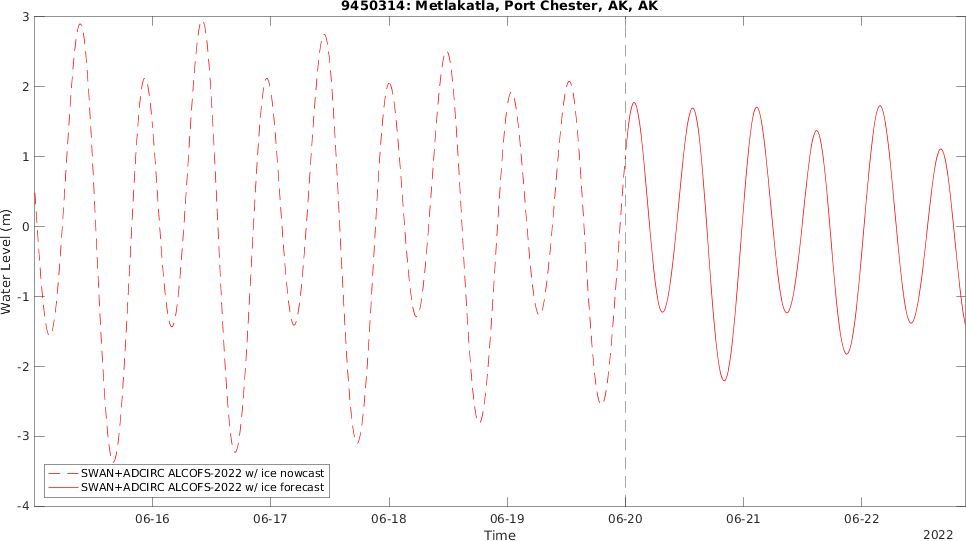 9450314: Metlakatla, Port Chester, AK, AK
3
2
1
0
-1
-2
-3
-4
Water Level (m)
SWAN+ADCIRC ALCOFS-2022 w/ ice nowcast
SWAN+ADCIRC ALCOFS-2022 w/ ice forecast
06-16 06-17 06-18 06-19 06-20 06-21 06-22
Time
2022